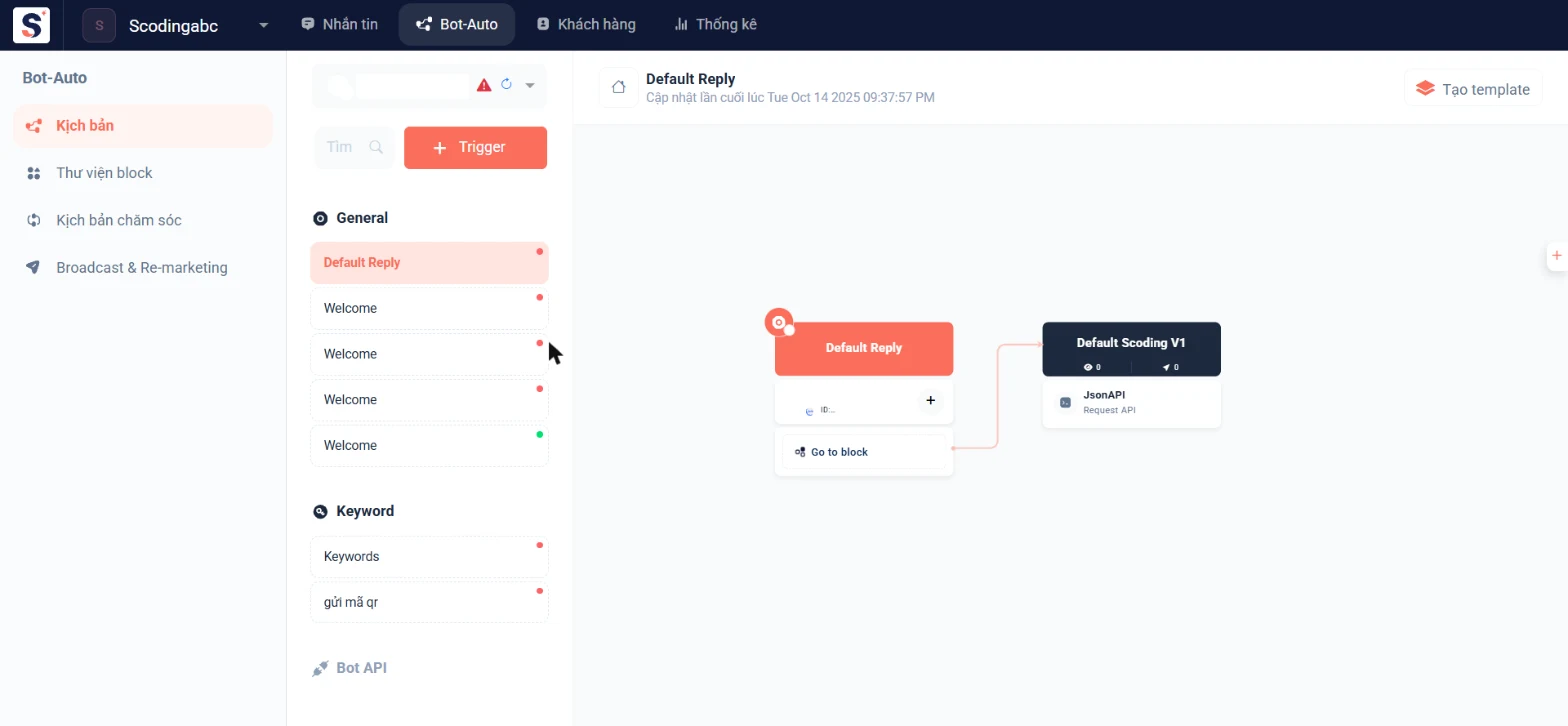 S
S
Scodingabc
Nhắn tin
Bot-Auto
Khách hàng
Thống kê
Bot-Auto
Kịch bản
Thư viện block
Kịch bản chăm sóc
Broadcast & Re-marketing
Tìm
+ Trigger
General
Default Reply
Welcome
Welcome
Welcome
Welcome
Keyword
Keywords
gửi mã qr
Bot API
Default Reply
Cập nhật lần cuối lúc Tue Oct 14 2025 09:37:57 PM
Tạo template
Default Reply
ID:...
Go to block
Default Scoding V1
0
0
JsonAPI
Request API